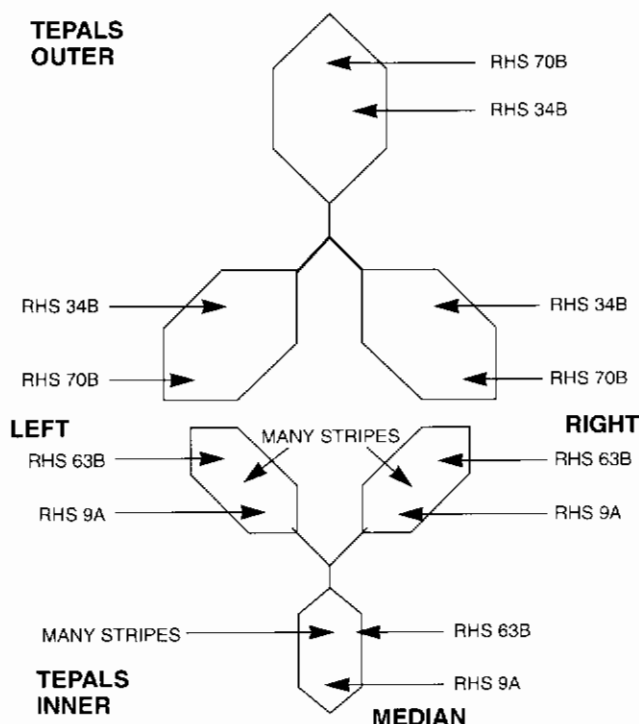 TEPALS
OUTER
RHS 70B
RHS 34B
RHS 34B
RHS 34B
RHS 70B
RHS 70B
LEFT
RIGHT
MANY STRIPES
RHS 63B
RHS 63B
RHS 9A
RHS 9A
MANY STRIPES
RHS 63B
RHS 9A
TEPALS
INNER
MEDIAN